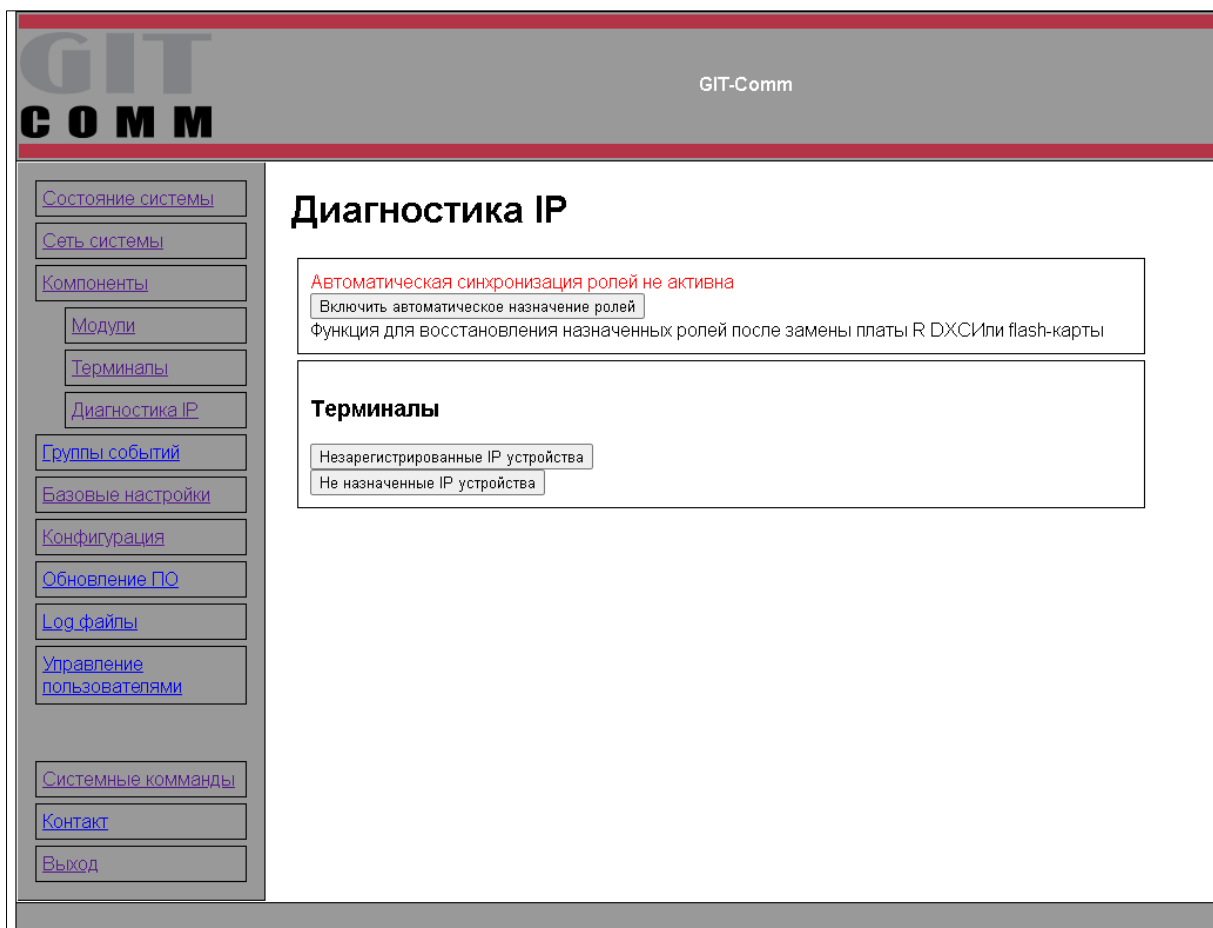 GIT
COMM
GIT-Comm
Состояние системы
Сеть системы
Компоненты
Модули
Терминалы
Диагностика IP
Группы событий
Базовые настройки
Конфигурация
Обновление ПО
Log файлы
Управление
пользователями
Системные комманды
Контакт
Выход
Диагностика IP
Автоматическая синхронизация ролей не активна
Включить автоматическое назначение ролей
Функция для восстановления назначенных ролей после замены платы R DXCИли flash-карты
Терминалы
Незарегистрированные IP устройства
Не назначенные IP устройства